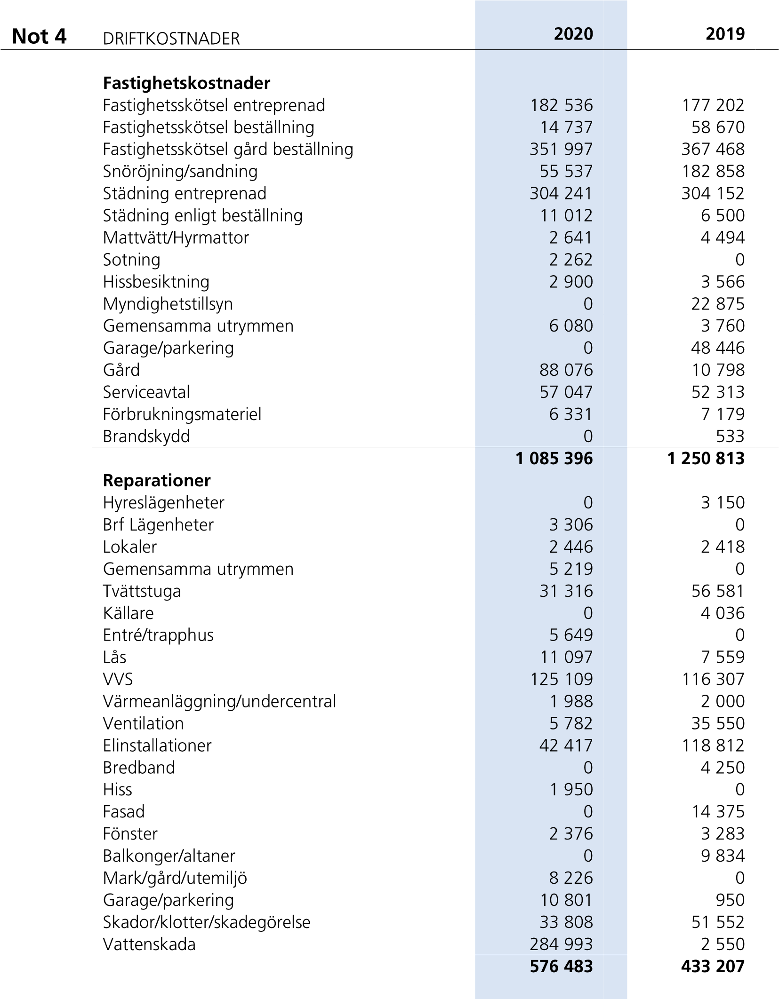 Not 4 DRIFTKOSTNADER 2020 2019
Fastighetskostnader
Fastighetsskötsel entreprenad 182 536 177 202
Fastighetsskötsel beställning 14 737 58 670
Fastighetsskötsel gård beställning 351 997 367 468
Snöröjning/sandning 55 537 182 858
Städning entreprenad 304 241 304 152
Städning enligt beställning 11 012 6 500
Mattvätt/Hyrmattor 2 641 4 494
Sotning 2 262 0
Hissbesiktning 2 900 3 566
Myndighetstillsyn 0 22 875
Gemensamma utrymmen 6 080 3 760
Garage/parkering 0 48 446
Gård 88 076 10 798
Serviceavtal 57 047 52 313
Förbrukningsmateriel 6 331 7 179
Brandskydd 0 533
1 085 396 1 250 813
Reparationer
Hyreslägenheter 0 3 150
Brf Lägenheter 3 306 0
Lokaler 2 446 2 418
Gemensamma utrymmen 5 219 0
Tvättstuga 31 316 56 581
Källare 0 4 036
Entré/trapphus 5 649 0
Lås 11 097 7 559
VVS 125 109 116 307
Värmeanläggning/undercentral 1 988 2 000
Ventilation 5 782 35 550
Elinstallationer 42 417 118 812
Bredband 0 4 250
Hiss 1 950 0
Fasad 0 14 375
Fönster 2 376 3 283
Balkonger/altaner 0 9 834
Mark/gård/utemiljö 8 226 0
Garage/parkering 10 801 950
Skador/klotter/skadegörelse 33 808 51 552
Vattenskada 284 993 2 550
576 483 433 207